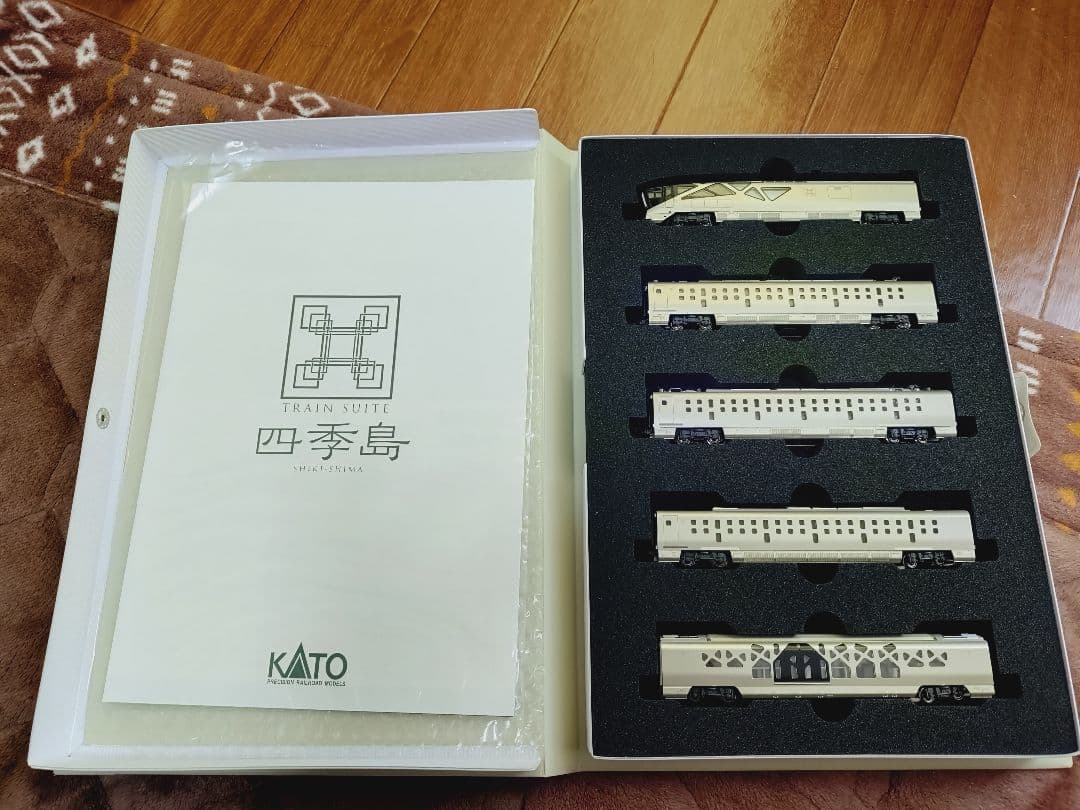 TRAIN SUITE
四季島
SHIKI-SHIMA
KATO
PRECISION RAILROAD MODELS